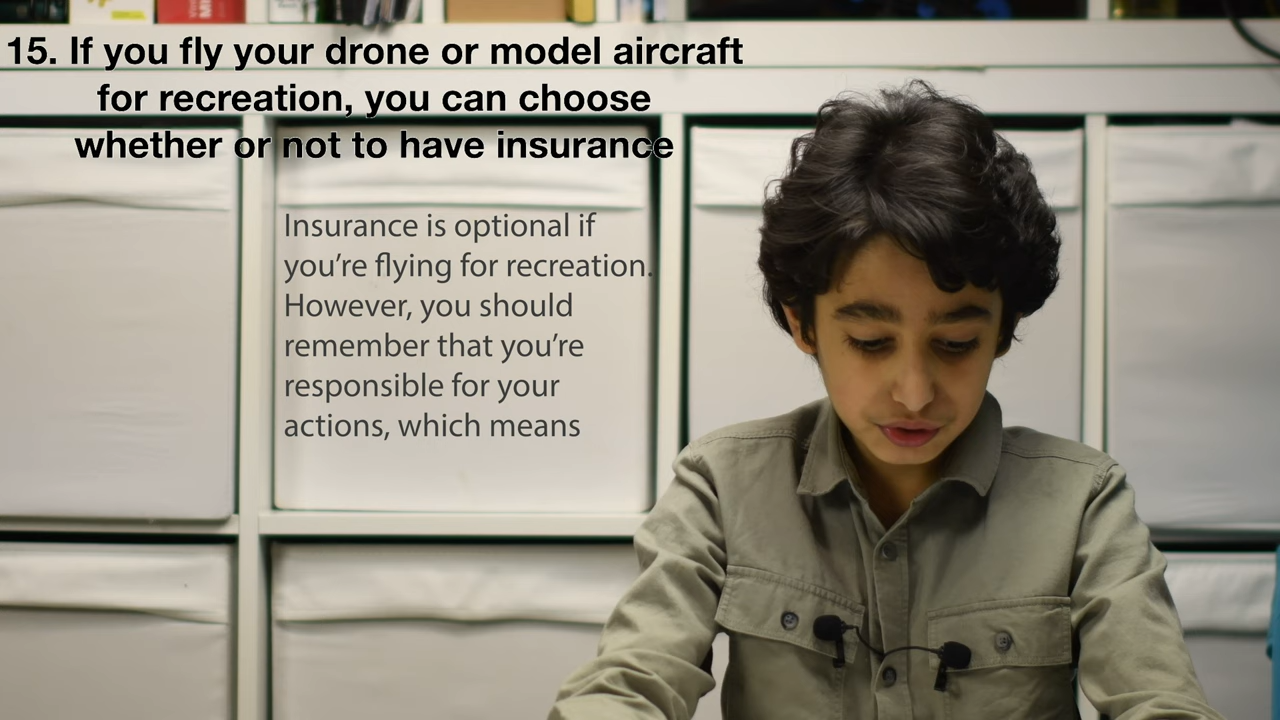 15. If you fly your drone or model aircraft
for recreation, you can choose
whether or not to have insurance
Insurance is optional if
you’re flying for recreation.
However, you should
remember that you’re
responsible for your
actions, which means